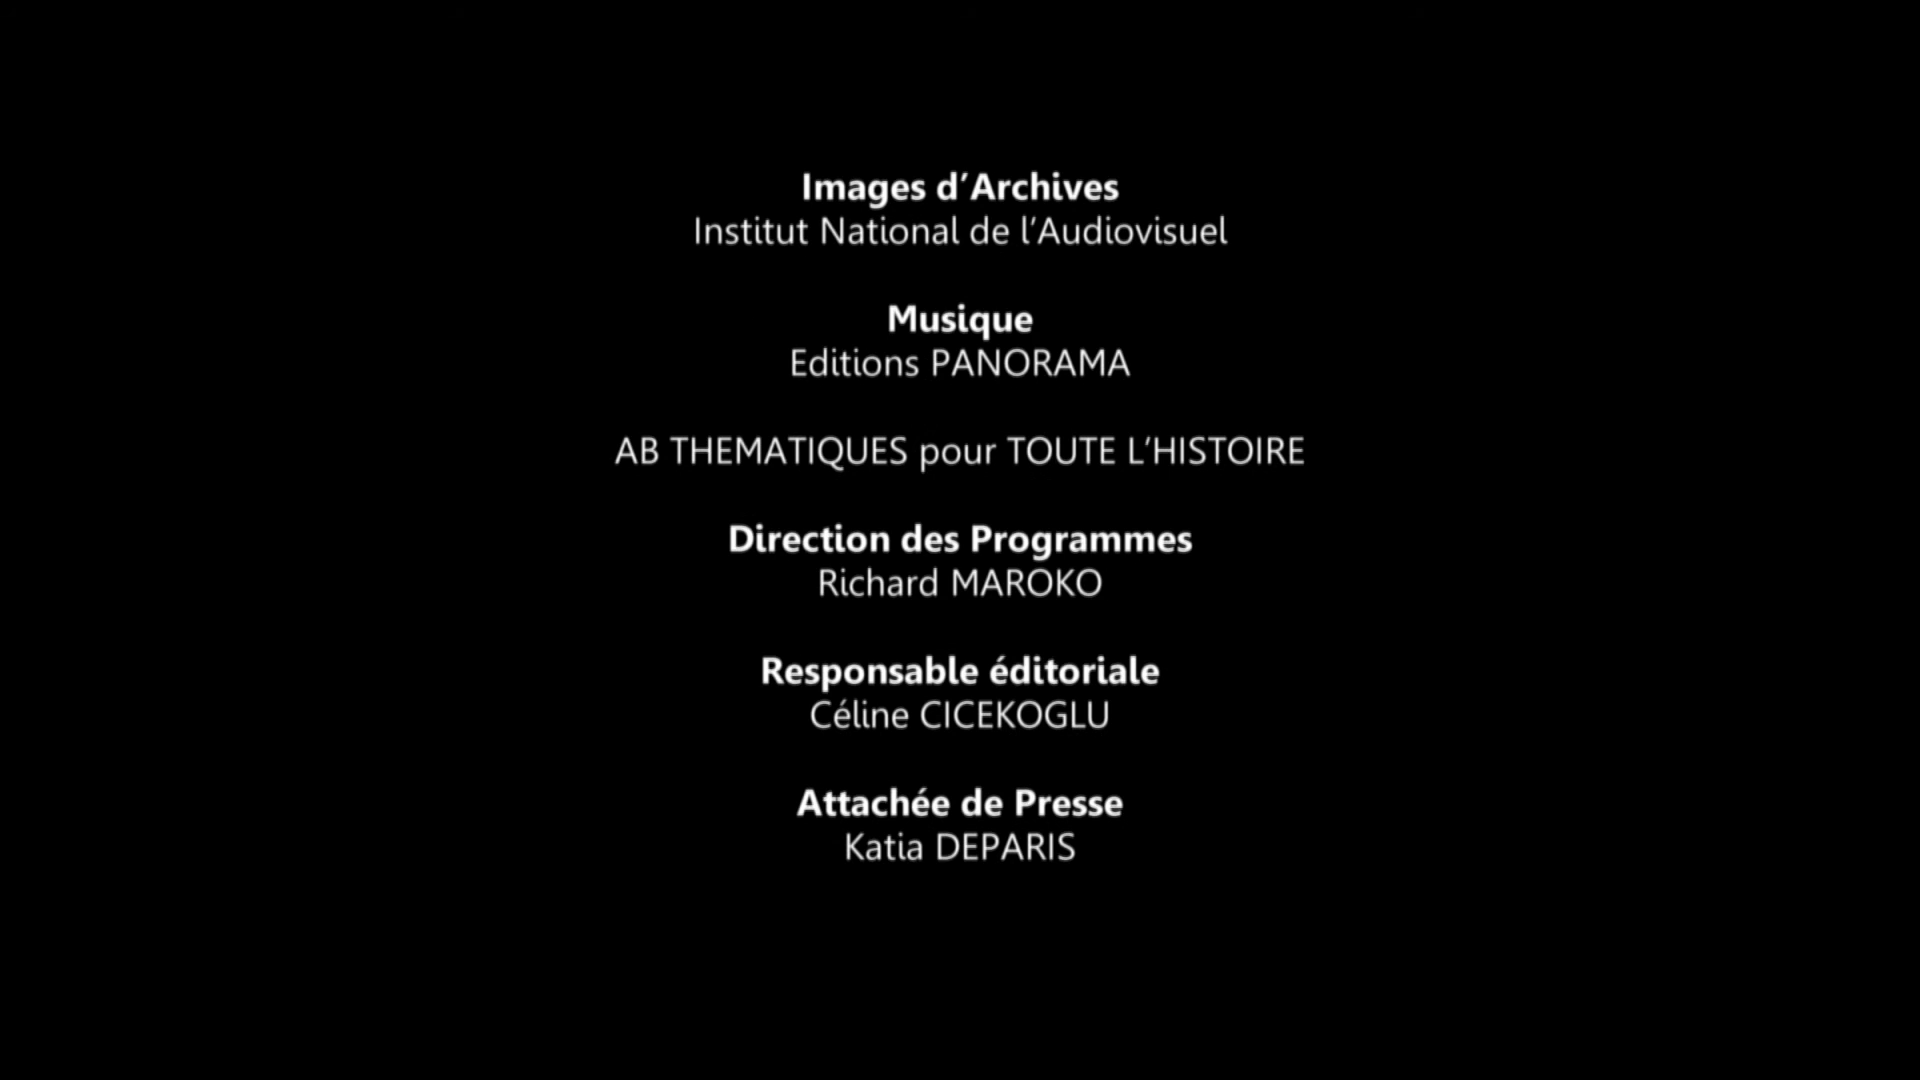 Images d’Archives
Institut National de l’Audiovisuel
Musique
Editions PANORAMA
AB THEMATIQUES pour TOUTE L’HISTOIRE
Direction des Programmes
Richard MAROKO
Responsable éditoriale
Céline CICEKOGLU
Attachée de Presse
Katia DEPARIS